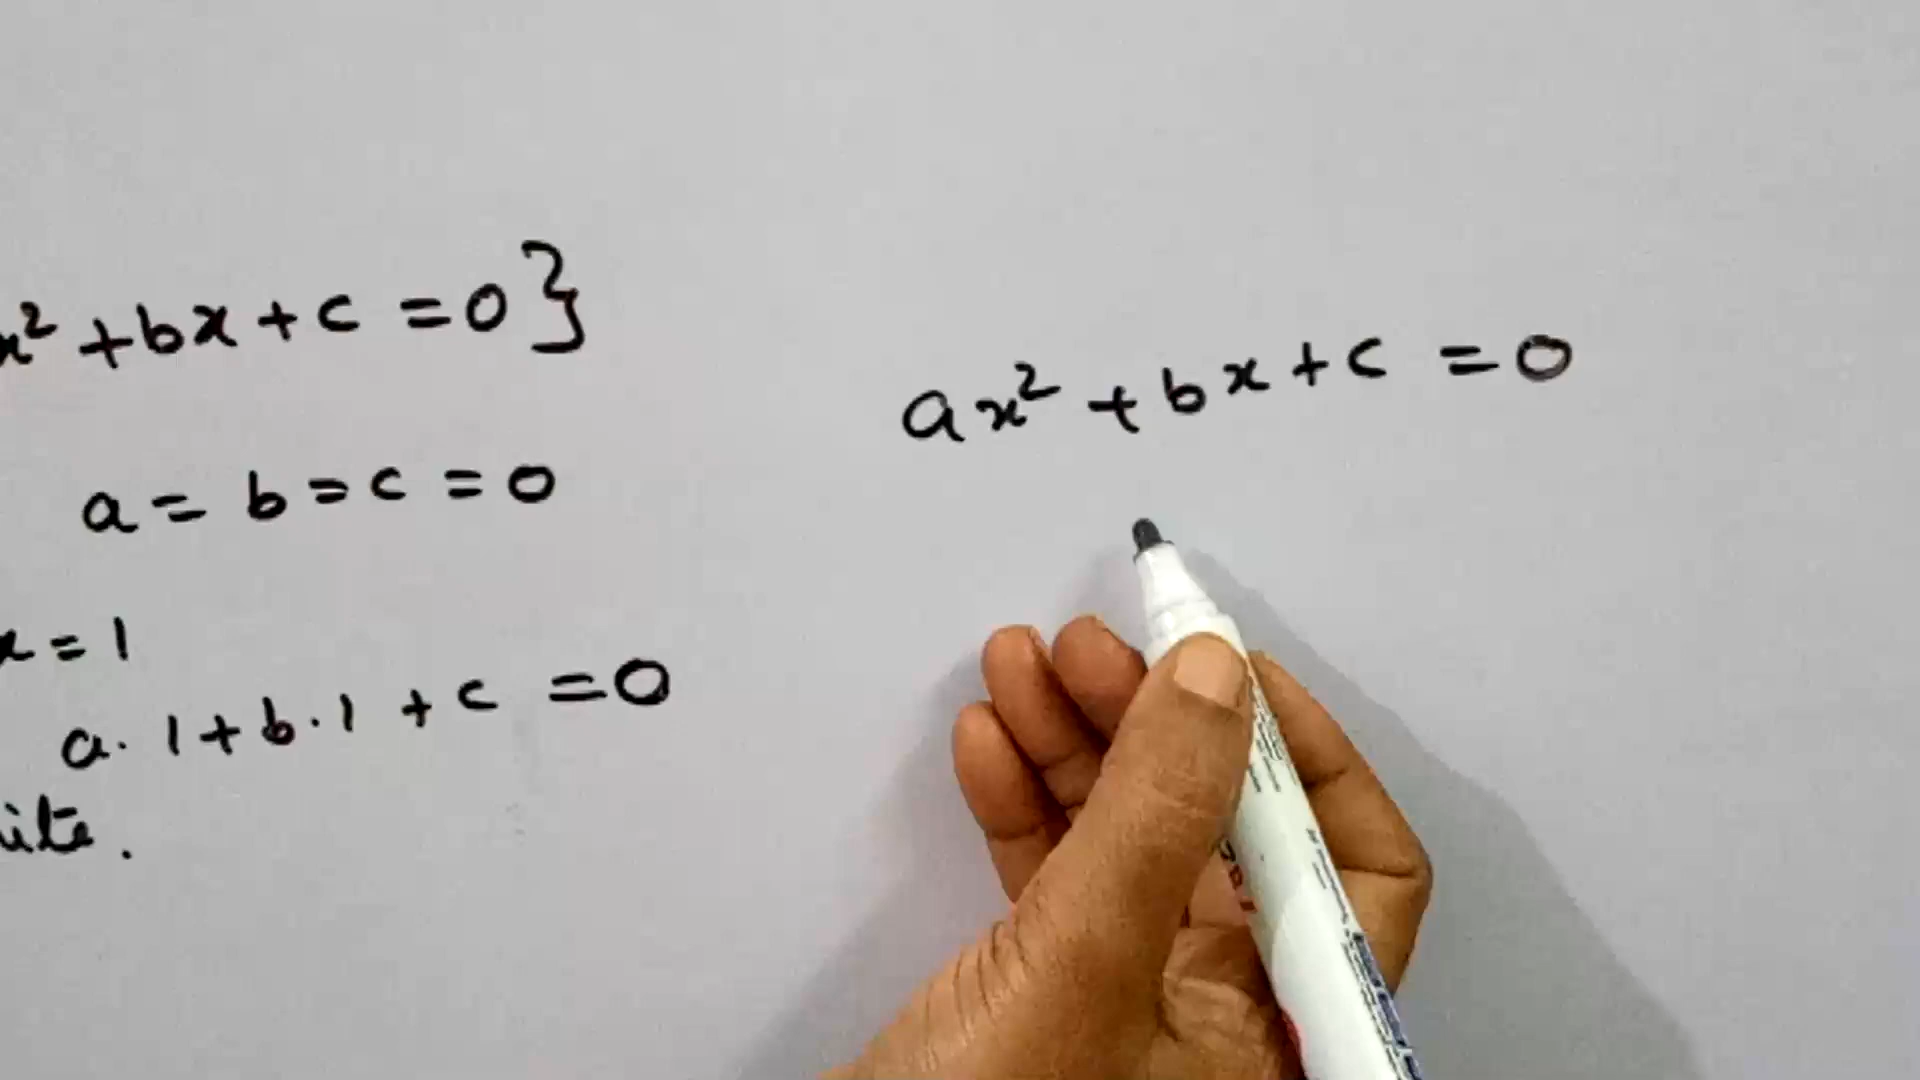 x² + bx + c = 0}
a = b = c = 0
x = 1
a · 1 + b · 1 + c = 0
ite.
ax² + bx + c = 0